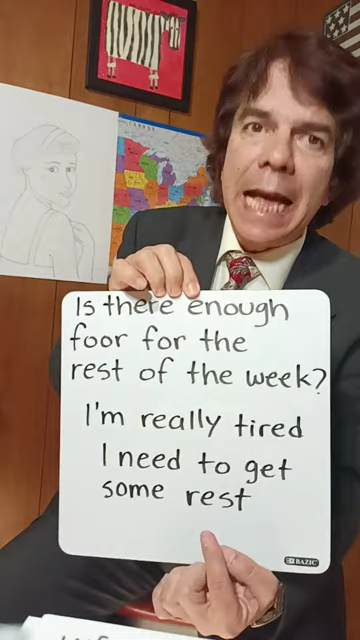 Is there enough
foor for the
rest of the week?
I'm really tired
I need to get
some rest
BAZIC